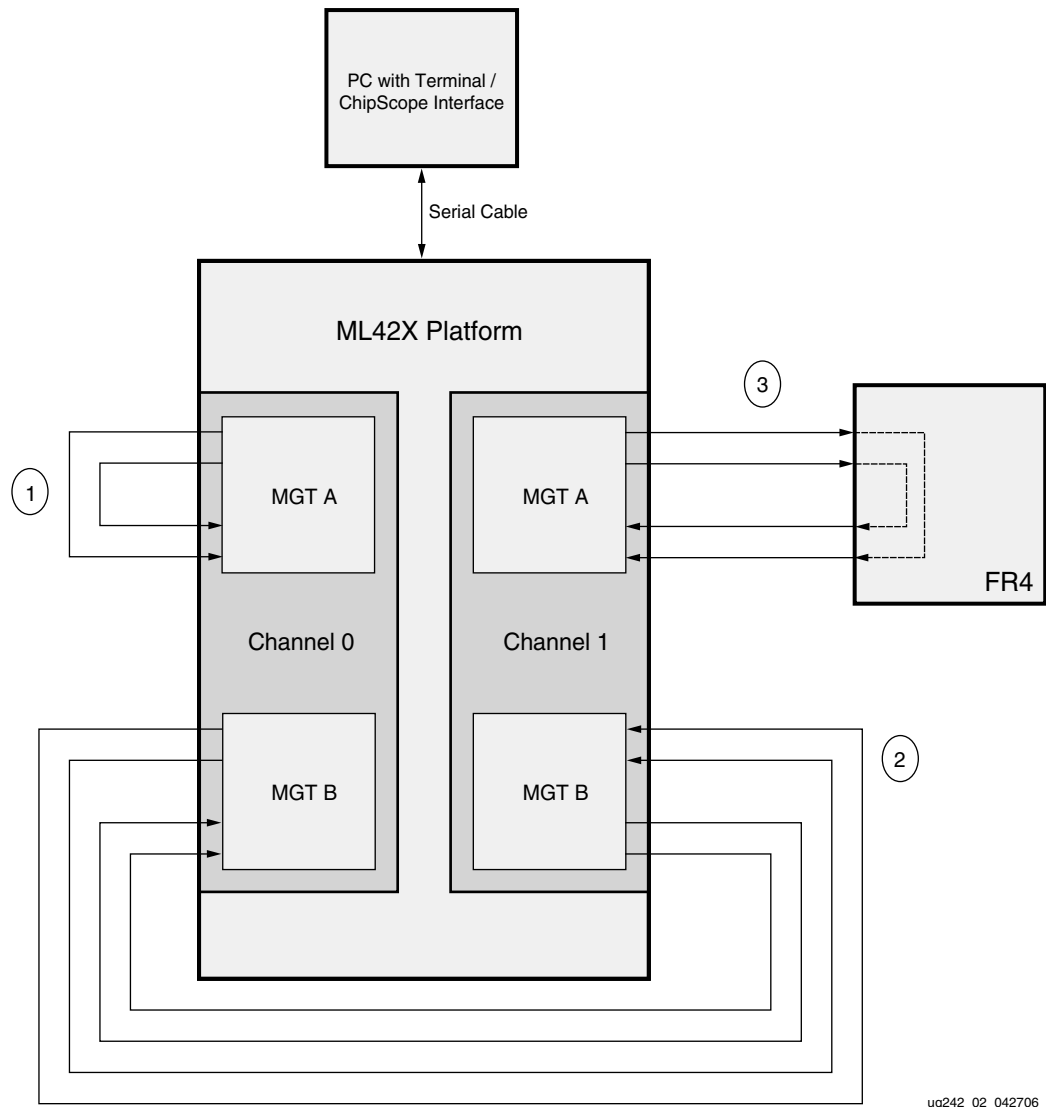 PC with Terminal /
ChipScope Interface
Serial Cable
ML42X Platform
3
1
MGT A
MGT A
FR4
Channel 0
Channel 1
2
MGT B
MGT B
ug242_02_042706